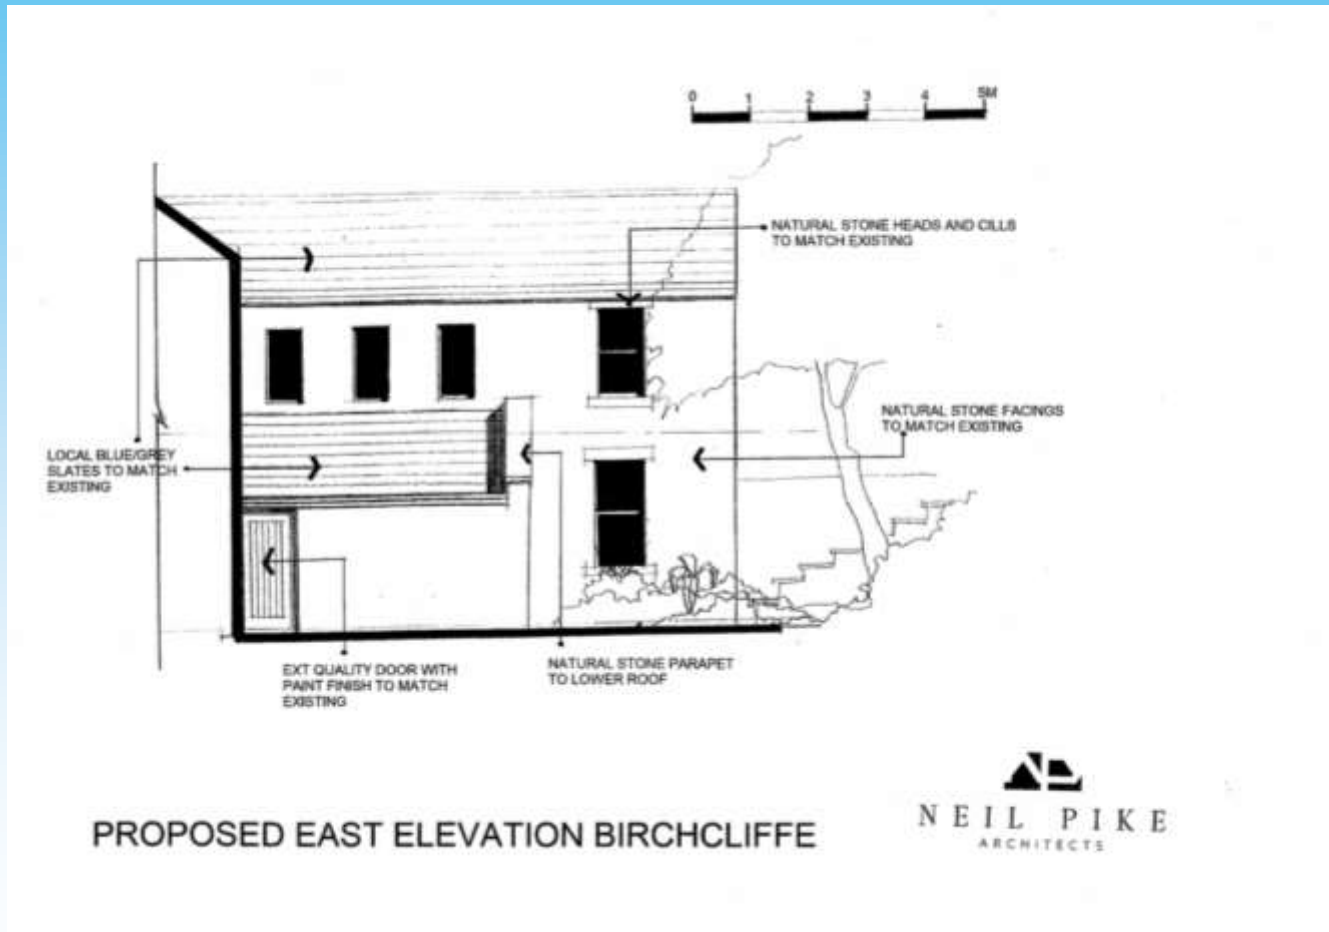 0 1 2 3 4 5M
NATURAL STONE HEADS AND CILLS
TO MATCH EXISTING
NATURAL STONE FACINGS
TO MATCH EXISTING
LOCAL BLUE/GREY
SLATES TO MATCH
EXISTING
EXT QUALITY DOOR WITH
PAINT FINISH TO MATCH
EXISTING
NATURAL STONE PARAPET
TO LOWER ROOF
PROPOSED EAST ELEVATION BIRCHCLIFFE
NEIL PIKE
ARCHITECTS